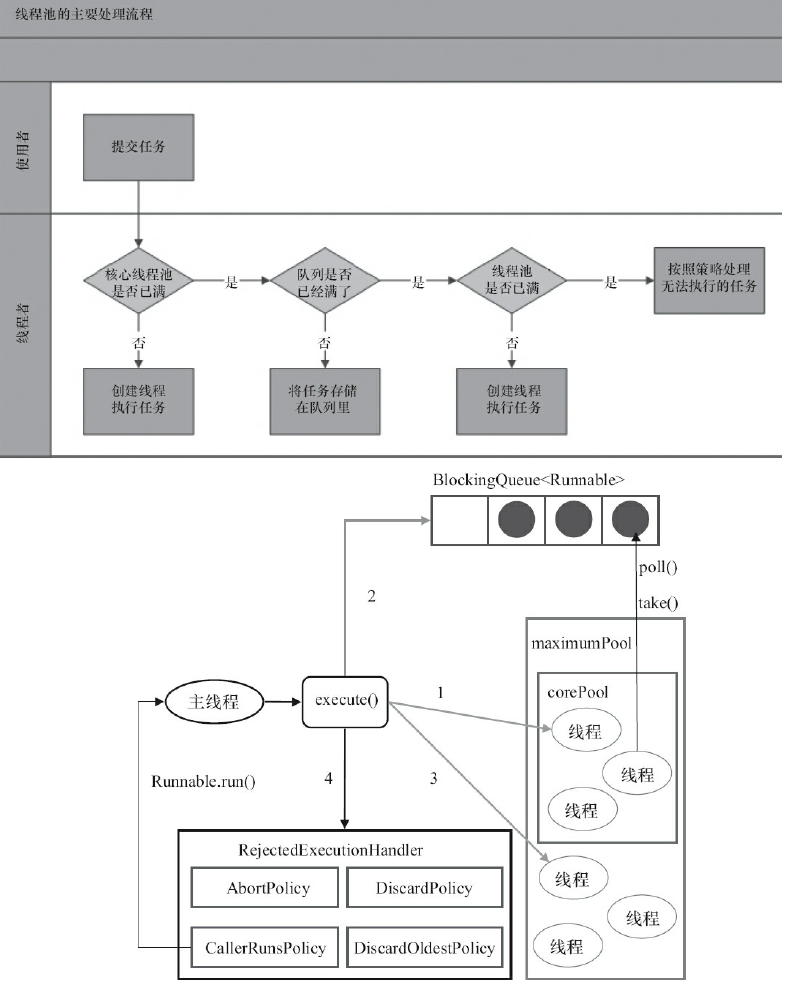 线程池的主要处理流程
使用者
提交任务
线程者
核心线程池
是否已满
是
队列是否
已经满了
是
线程池
是否已满
是
按照策略处理
无法执行的任务
否
否
否
创建线程
执行任务
将任务存储
在队列里
创建线程
执行任务
BlockingQueue<Runnable>
poll()
take()
2
maximumPool
corePool
主线程
execute()
1
线程
线程
线程
Runnable.run()
4
3
RejectedExecutionHandler
AbortPolicy
DiscardPolicy
CallerRunsPolicy
DiscardOldestPolicy
线程
线程
线程